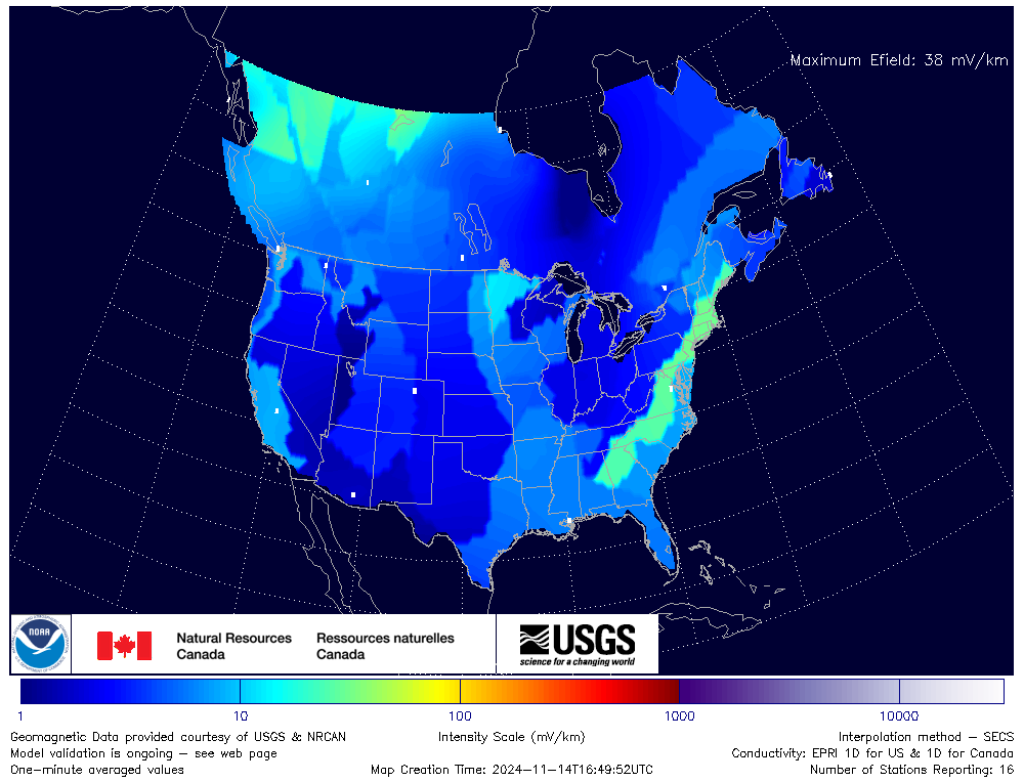 Maximum Efield: 38 mV/km
NOAA
Natural Resources
Canada
Ressources naturelles
Canada
USGS
science for a changing world
1 10 100 1000 10000
Geomagnetic Data provided courtesy of USGS & NRCAN
Intensity Scale (mV/km)
Interpolation method – SECS
Model validation is ongoing – see web page
Conductivity: EPRI 1D for US & 1D for Canada
One-minute averaged values
Map Creation Time: 2024-11-14T16:49:52UTC
Number of Stations Reporting: 16